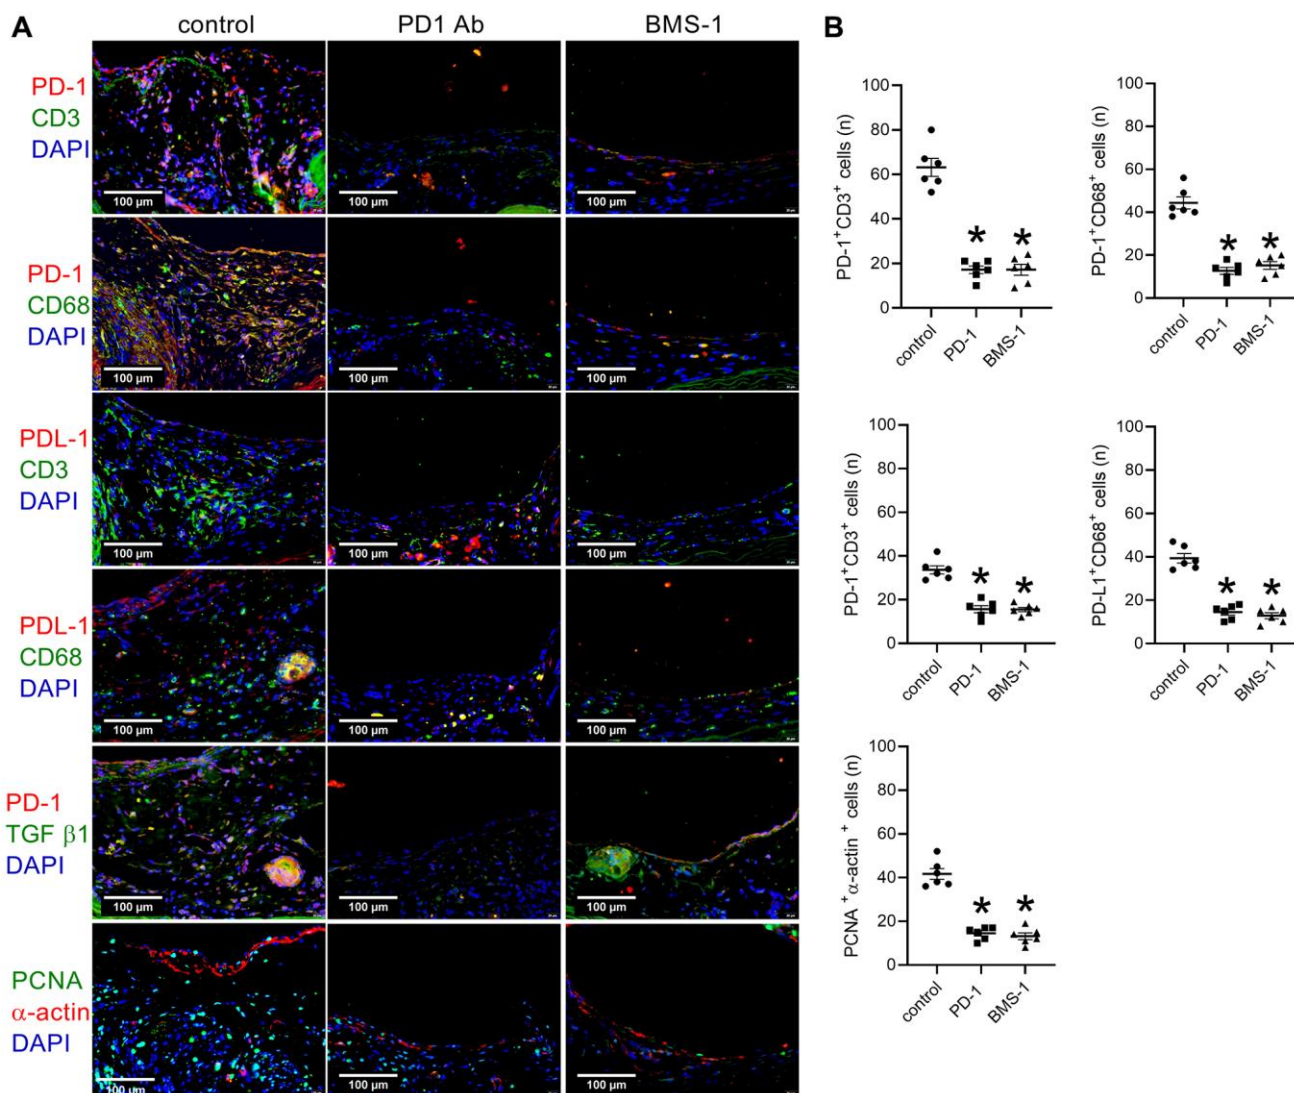 A
control
PD1 Ab
BMS-1
PD-1
CD3
DAPI
100 µm
100 µm
100 µm
PD-1
CD68
DAPI
100 µm
100 µm
100 µm
PDL-1
CD3
DAPI
100 µm
100 µm
100 µm
PDL-1
CD68
DAPI
100 µm
100 µm
100 µm
PD-1
TGF β1
DAPI
100 µm
100 µm
100 µm
PCNA
α-actin
DAPI
100 µm
100 µm
100 µm
B
PD-1⁺CD3⁺ cells (n)
100
80
60
40
20
0
*
*
control
PD-1
BMS-1
PD-1⁺CD68⁺ cells (n)
100
80
60
40
20
0
*
*
control
PD-1
BMS-1
PD-1⁺CD3⁺ cells (n)
100
80
60
40
20
0
*
*
control
PD-1
BMS-1
PD-L1⁺CD68⁺ cells (n)
100
80
60
40
20
0
*
*
control
PD-1
BMS-1
PCNA ⁺α-actin ⁺ cells (n)
100
80
60
40
20
0
*
*
control
PD-1
BMS-1